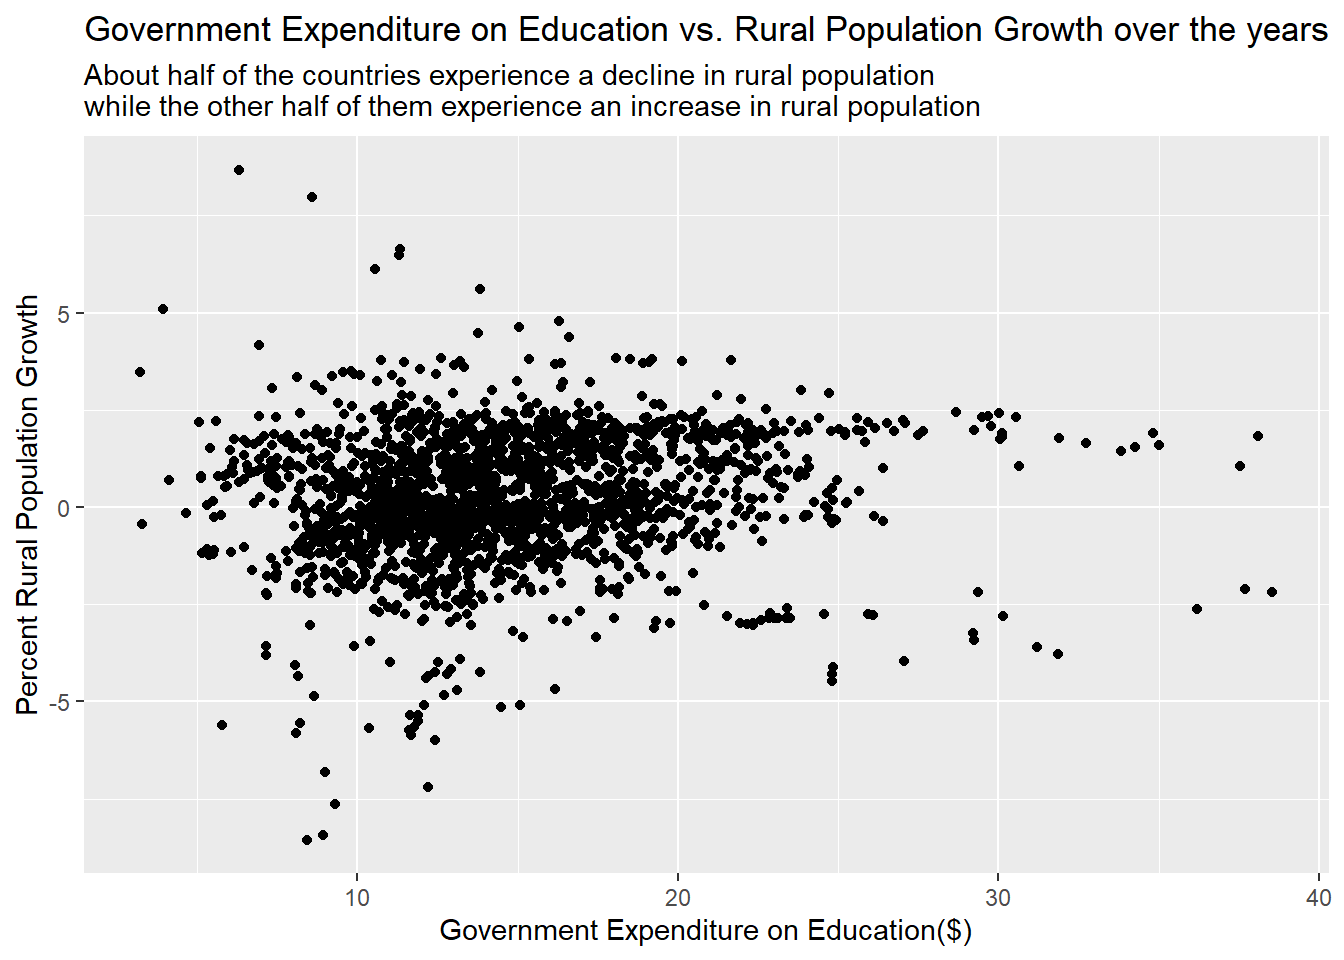 Government Expenditure on Education vs. Rural Population Growth over the years
About half of the countries experience a decline in rural population
while the other half of them experience an increase in rural population
Percent Rural Population Growth
5
0
-5
10 20 30 40
Government Expenditure on Education($)